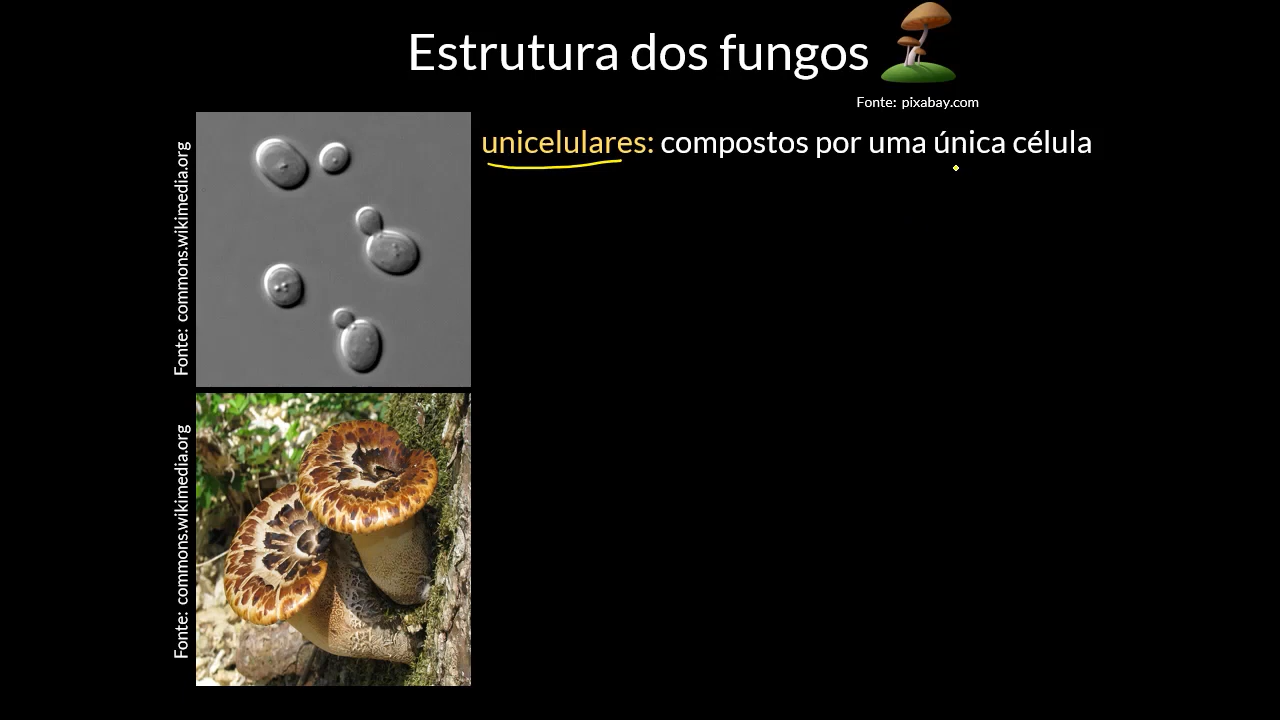 Estrutura dos fungos
Fonte: pixabay.com
unicelulares: compostos por uma única célula
Fonte: commons.wikimedia.org
Fonte: commons.wikimedia.org